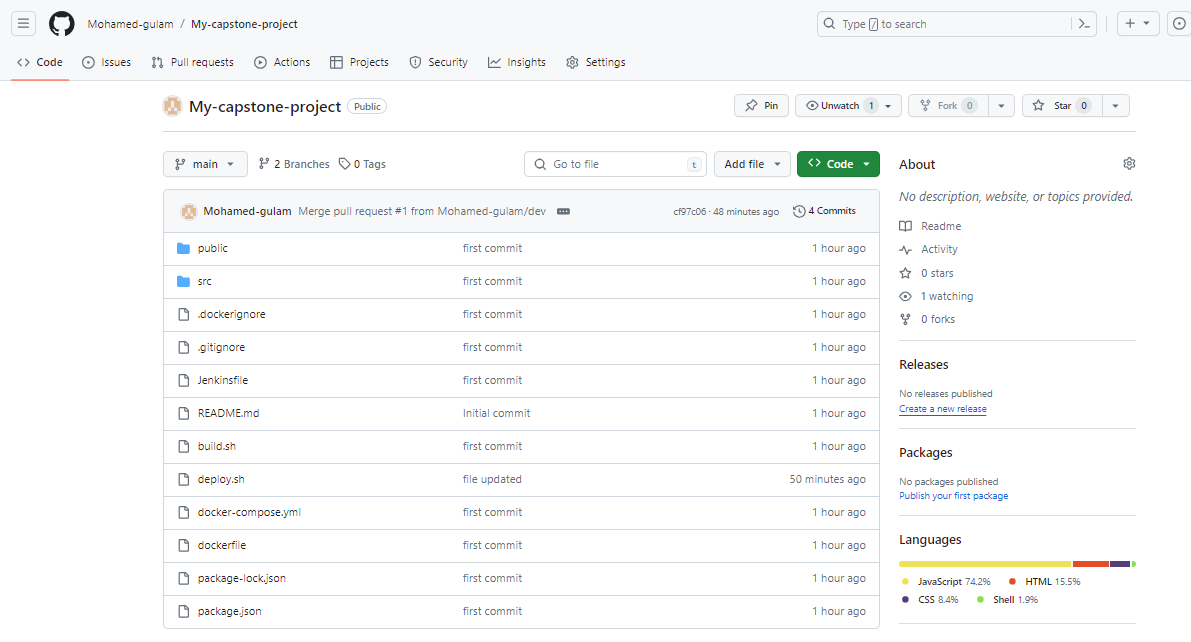 Mohamed-gulam / My-capstone-project
Type / to search
Code Issues Pull requests Actions Projects Security Insights Settings
My-capstone-project Public
Pin Unwatch 1 Fork 0 Star 0
main 2 Branches 0 Tags Go to file t Add file Code
Mohamed-gulam Merge pull request #1 from Mohamed-gulam/dev cf97c06 · 48 minutes ago 4 Commits
public first commit 1 hour ago
src first commit 1 hour ago
.dockerignore first commit 1 hour ago
.gitignore first commit 1 hour ago
Jenkinsfile first commit 1 hour ago
README.md Initial commit 1 hour ago
build.sh first commit 1 hour ago
deploy.sh file updated 50 minutes ago
docker-compose.yml first commit 1 hour ago
dockerfile first commit 1 hour ago
package-lock.json first commit 1 hour ago
package.json first commit 1 hour ago
About
No description, website, or topics provided.
Readme
Activity
0 stars
1 watching
0 forks
Releases
No releases published
Create a new release
Packages
No packages published
Publish your first package
Languages
JavaScript 74.2% HTML 15.5%
CSS 8.4% Shell 1.9%